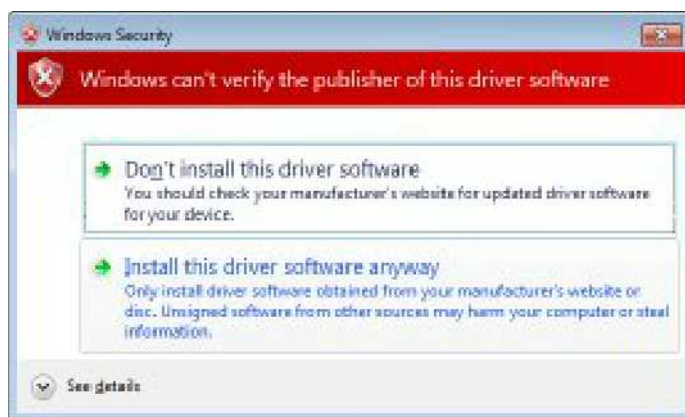 Windows Security
Windows can't verify the publisher of this driver software
Don't install this driver software
You should check your manufacturer's website for updated driver software
for your device.
Install this driver software anyway
Only install driver software obtained from your manufacturer's website or
disc. Unsigned software from other sources may harm your computer or steal
information.
See details